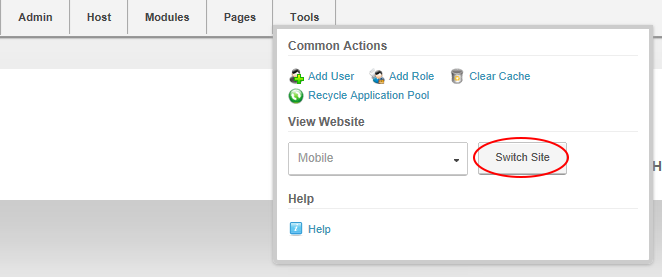 Admin Host Modules Pages Tools
Common Actions
Add User Add Role Clear Cache
Recycle Application Pool
View Website
Mobile Switch Site
H
Help
Help